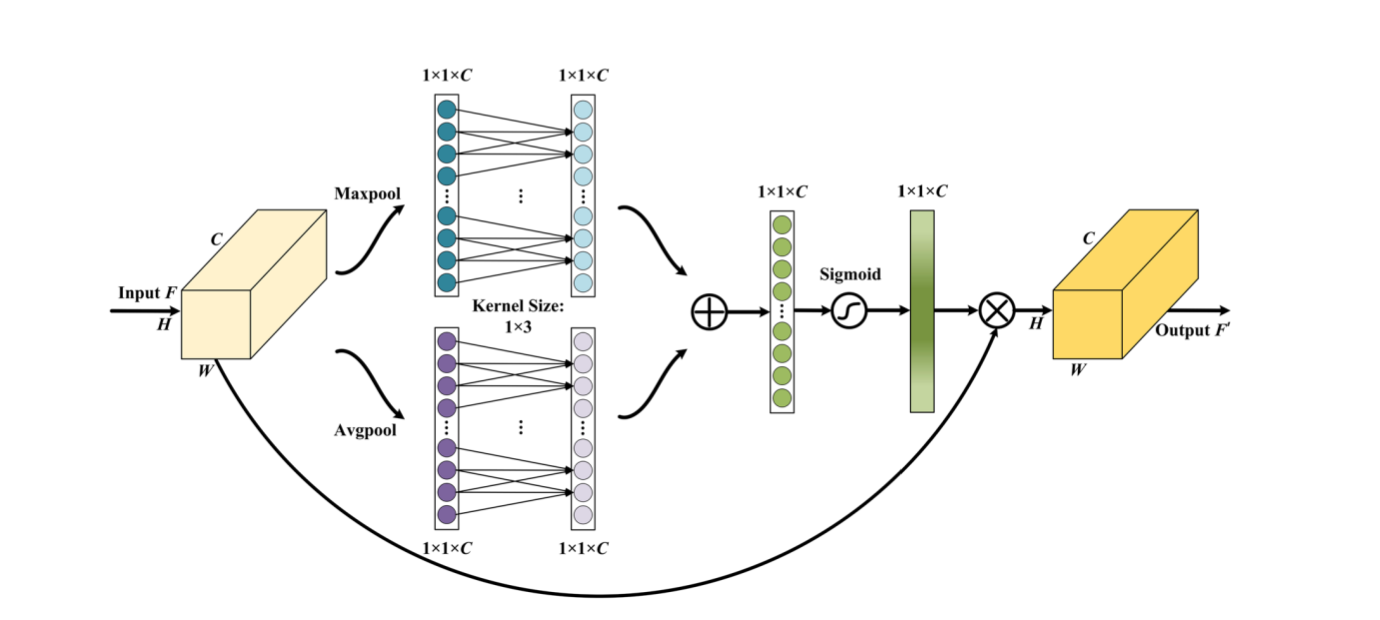 1×1×C
1×1×C
Maxpool
1×1×C
1×1×C
C
C
Sigmoid
Input F
H
Kernel Size:
1×3
H
Output F'
W
W
Avgpool
1×1×C
1×1×C